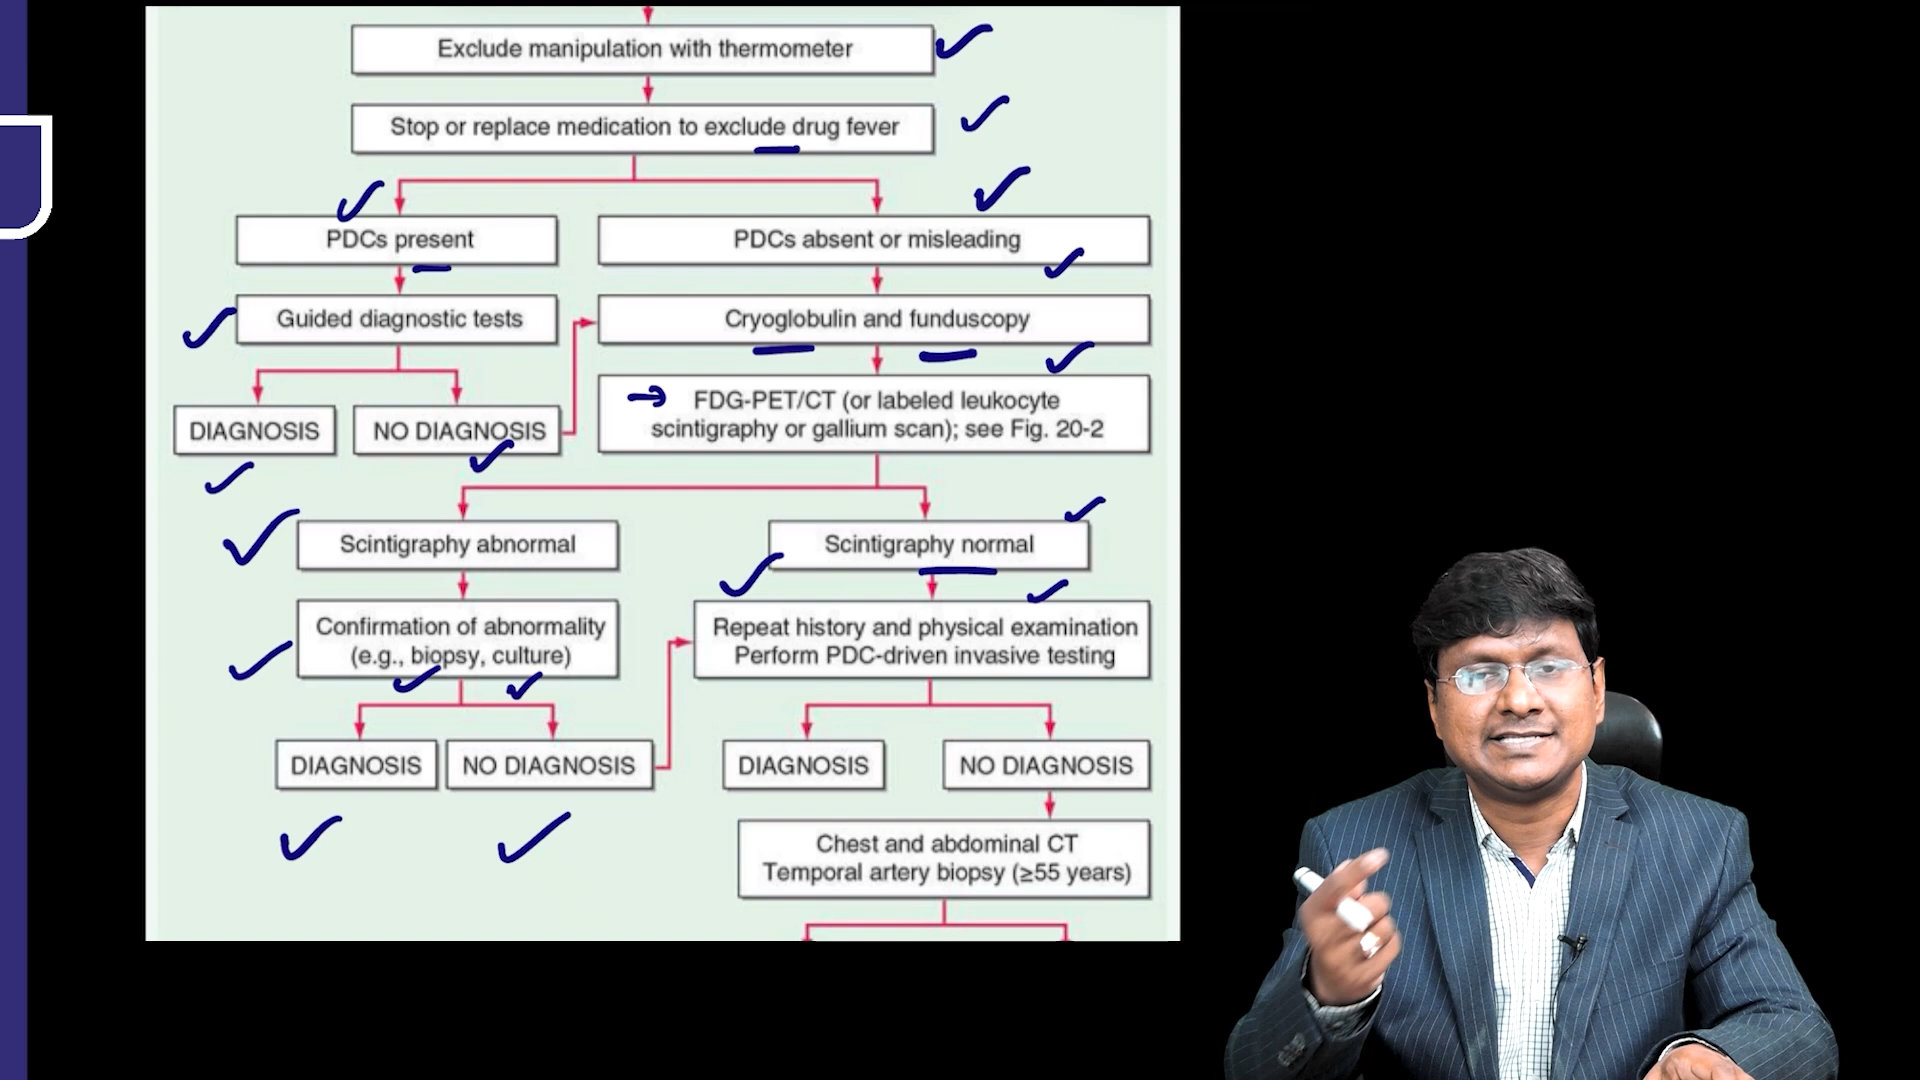 Exclude manipulation with thermometer
Stop or replace medication to exclude drug fever
PDCs present
PDCs absent or misleading
Guided diagnostic tests
Cryoglobulin and funduscopy
DIAGNOSIS
NO DIAGNOSIS
FDG-PET/CT (or labeled leukocyte
scintigraphy or gallium scan); see Fig. 20-2
Scintigraphy abnormal
Scintigraphy normal
Confirmation of abnormality
(e.g., biopsy, culture)
Repeat history and physical examination
Perform PDC-driven invasive testing
DIAGNOSIS
NO DIAGNOSIS
DIAGNOSIS
NO DIAGNOSIS
Chest and abdominal CT
Temporal artery biopsy (≥55 years)